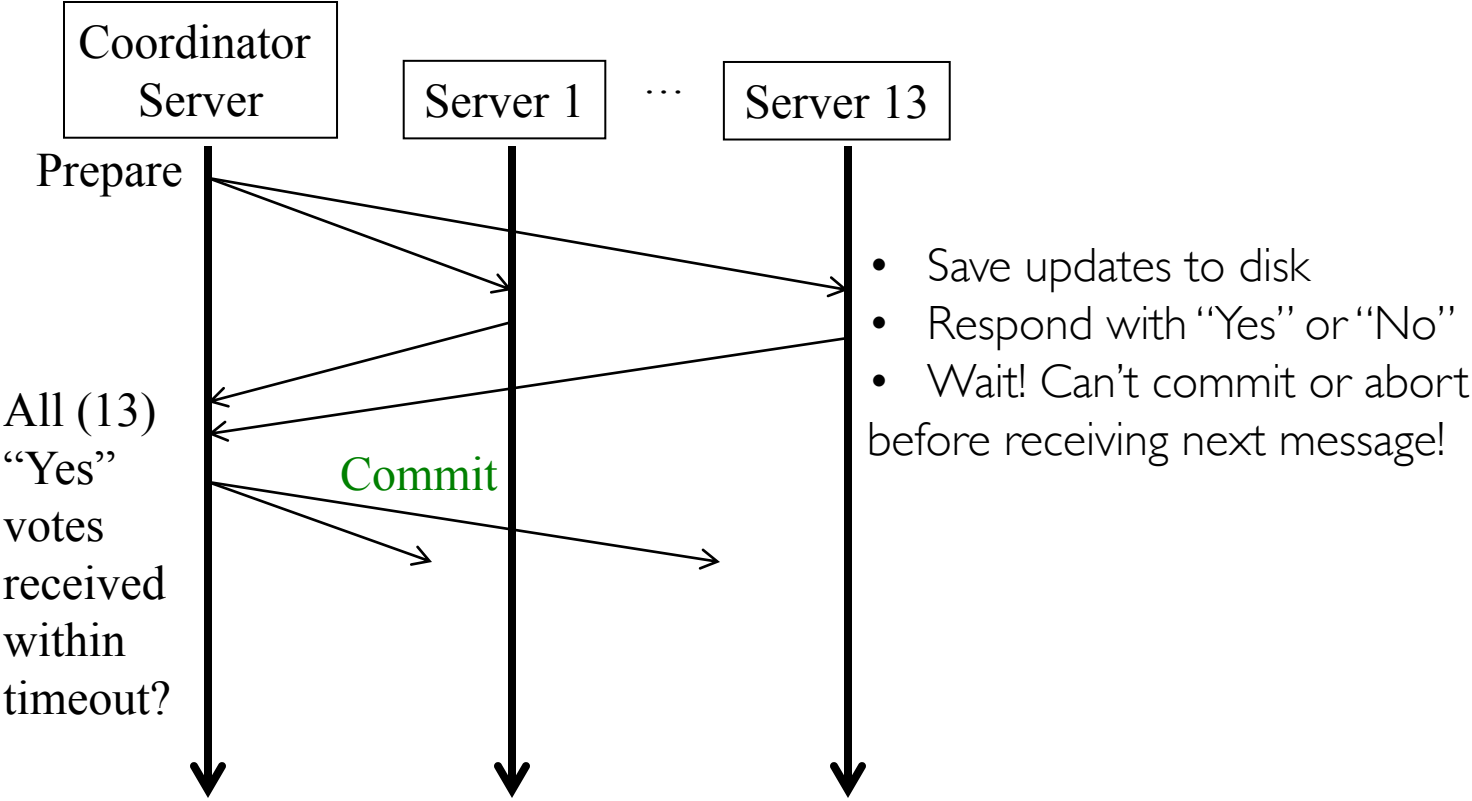 Coordinator
Server
Server 1
…
Server 13
Prepare
• Save updates to disk
• Respond with “Yes” or “No”
• Wait! Can’t commit or abort
before receiving next message!
All (13)
“Yes”
votes
received
within
timeout?
Commit